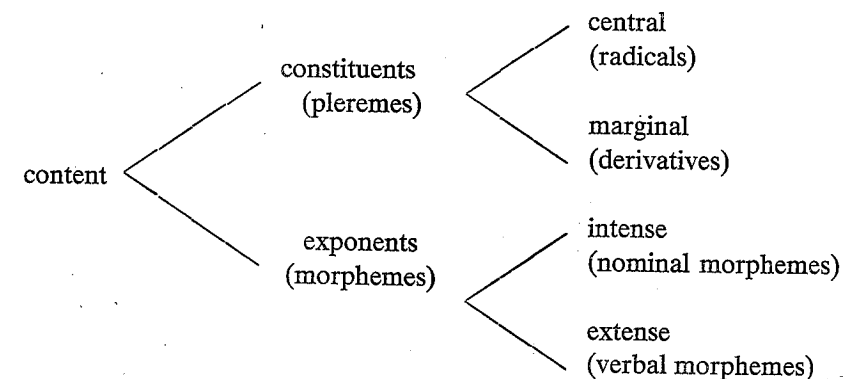 central
(radicals)
constituents
(pleremes)
marginal
(derivatives)
content
exponents
(morphemes)
intense
(nominal morphemes)
extense
(verbal morphemes)